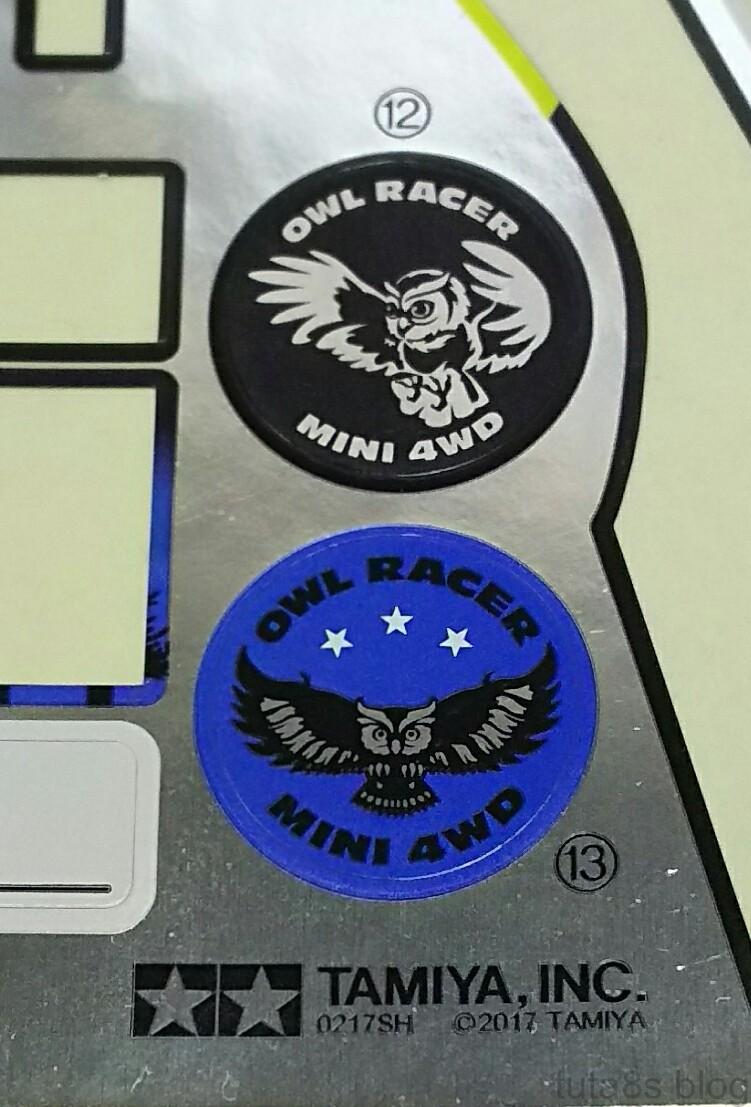 ⑫
OWL RACER
MINI 4WD
OWL RACER
MINI 4WD
⑬
TAMIYA, INC.
0217SH ©2017 TAMIYA
futa8s blog